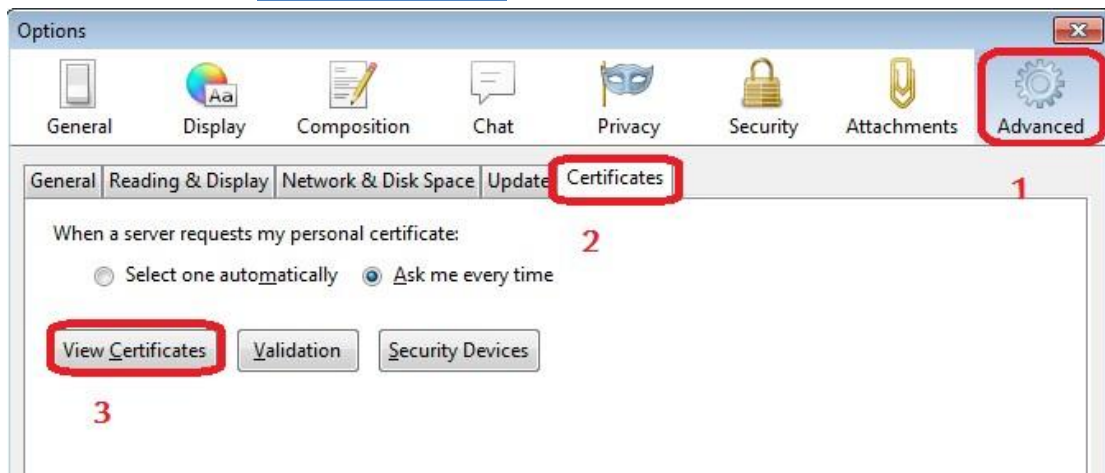 Options
Aa
General Display Composition Chat Privacy Security Attachments Advanced
1
General Reading & Display Network & Disk Space Update Certificates
2
When a server requests my personal certificate:
Select one automatically Ask me every time
View Certificates Validation Security Devices
3